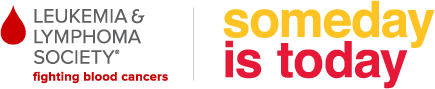 LEUKEMIA &
LYMPHOMA
SOCIETY®
fighting blood cancers
someday
is today